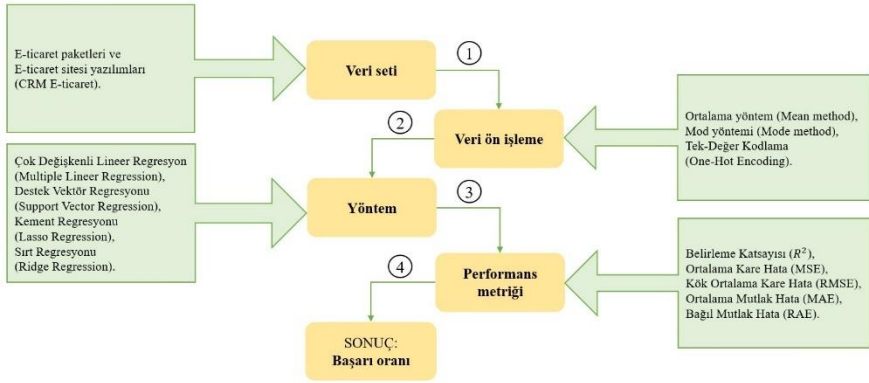 E-ticaret paketleri ve
E-ticaret sitesi yazılımları
(CRM E-ticaret).
Veri seti
1
Veri ön işleme
Ortalama yöntem (Mean method),
Mod yöntemi (Mode method),
Tek-Değer Kodlama
(One-Hot Encoding).
2
Çok Değişkenli Lineer Regresyon
(Multiple Lineer Regression),
Destek Vektör Regresyonu
(Support Vector Regression),
Kement Regresyonu
(Lasso Regression),
Sırt Regresyonu
(Ridge Regression).
Yöntem
3
Performans
metriği
Belirleme Katsayısı (R²),
Ortalama Kare Hata (MSE),
Kök Ortalama Kare Hata (RMSE),
Ortalama Mutlak Hata (MAE),
Bağıl Mutlak Hata (RAE).
4
SONUÇ:
Başarı oranı